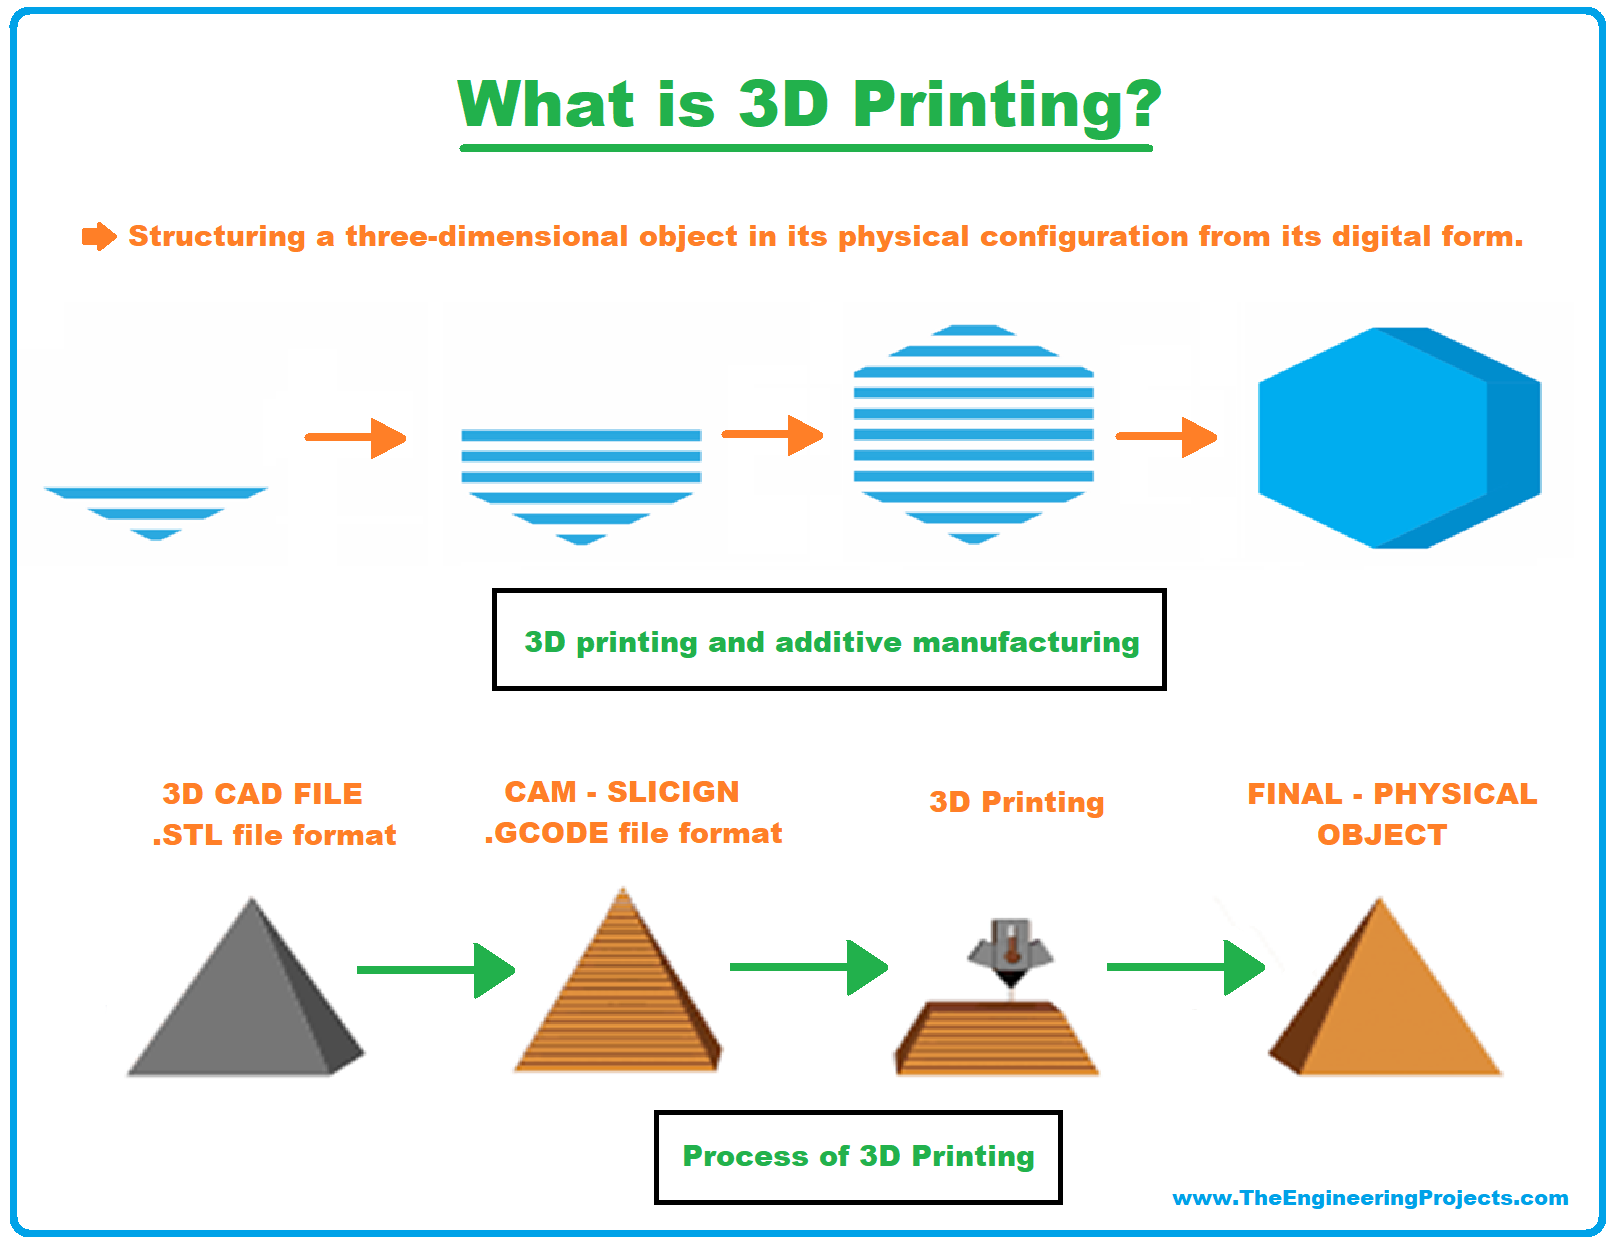 What is 3D Printing?
Structuring a three-dimensional object in its physical configuration from its digital form.
3D printing and additive manufacturing
3D CAD FILE
.STL file format
CAM - SLICIGN
.GCODE file format
3D Printing
FINAL - PHYSICAL
OBJECT
Process of 3D Printing
www.TheEngineeringProjects.com